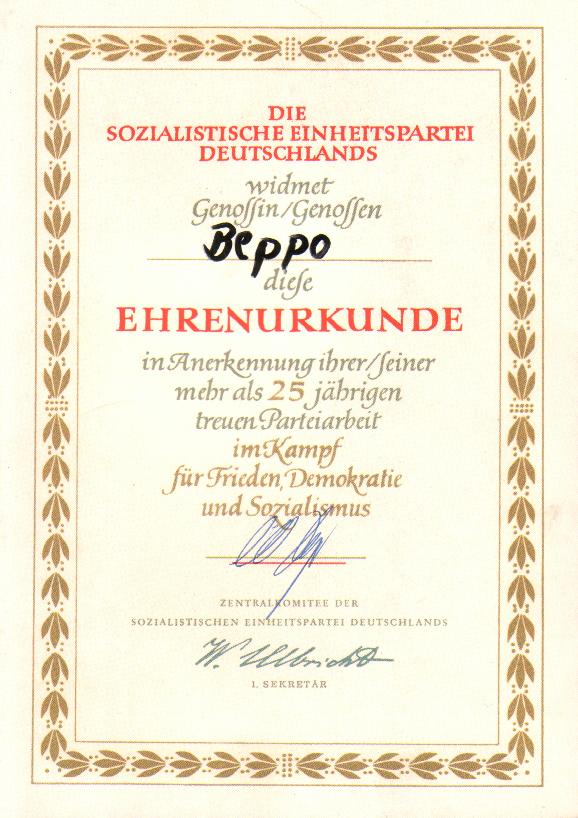 DIE
SOZIALISTISCHE EINHEITSPARTEI
DEUTSCHLANDS
widmet
Genoſſin/Genoſſen
Beppo
dieſe
EHRENURKUNDE
in Anerkennung ihrer/ſeiner
mehr als 25 jährigen
treuen Parteiarbeit
im Kampf
für Frieden, Demokratie
und Sozialismus
ZENTRALKOMITEE DER
SOZIALISTISCHEN EINHEITSPARTEI DEUTSCHLANDS
W. Ulbricht
1. SEKRETÄR